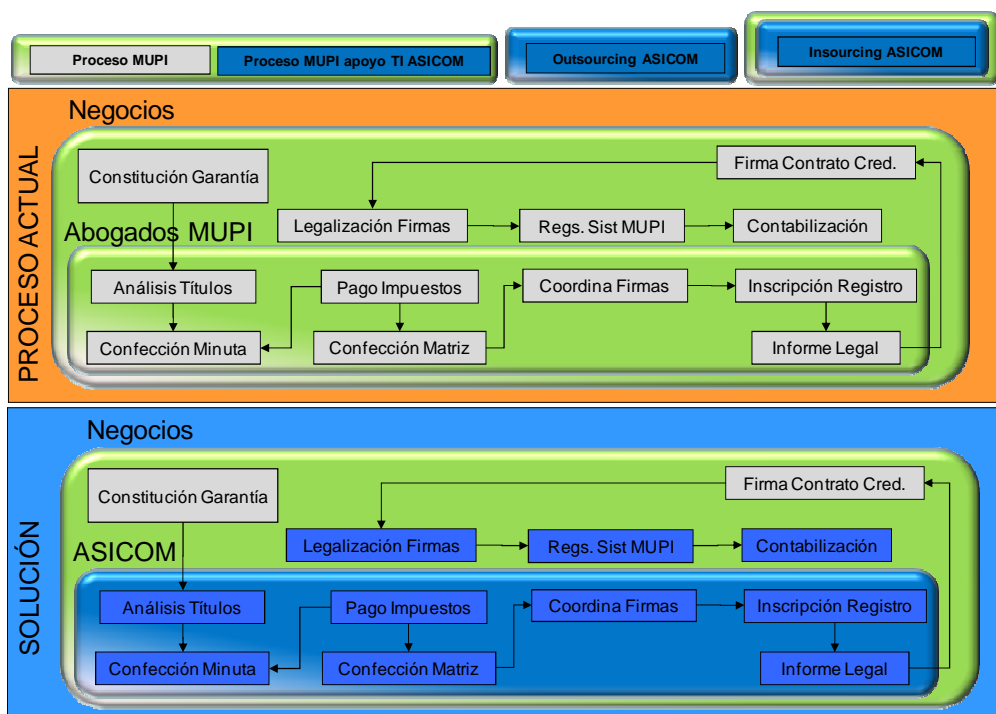 Proceso MUPI
Proceso MUPI apoyo TI ASICOM
Outsourcing ASICOM
Insourcing ASICOM
PROCESO ACTUAL
Negocios
Constitución Garantía
Firma Contrato Cred.
Legalización Firmas
Regs. Sist MUPI
Contabilización
Abogados MUPI
Análisis Títulos
Pago Impuestos
Coordina Firmas
Inscripción Registro
Confección Minuta
Confección Matriz
Informe Legal
SOLUCIÓN
Negocios
Constitución Garantía
Firma Contrato Cred.
Legalización Firmas
Regs. Sist MUPI
Contabilización
ASICOM
Análisis Títulos
Pago Impuestos
Coordina Firmas
Inscripción Registro
Confección Minuta
Confección Matriz
Informe Legal